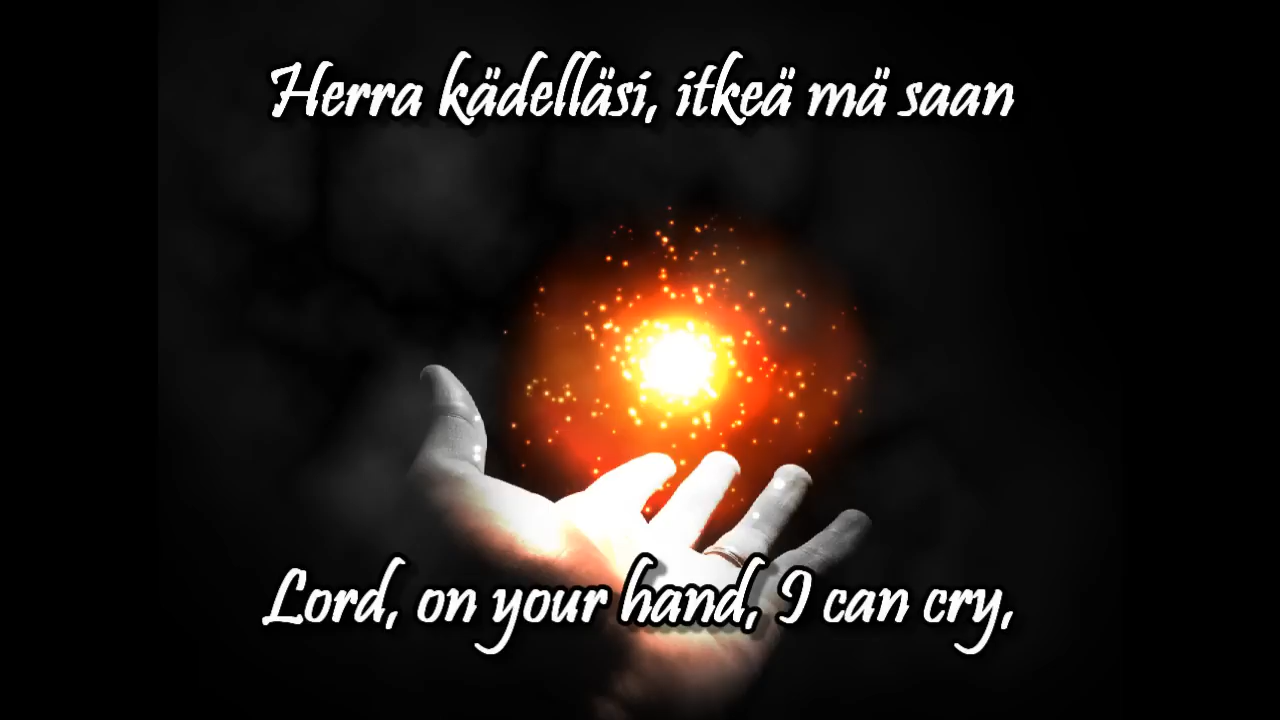 Herra kädelläsi, itkeä mä saan
Lord, on your hand, I can cry,